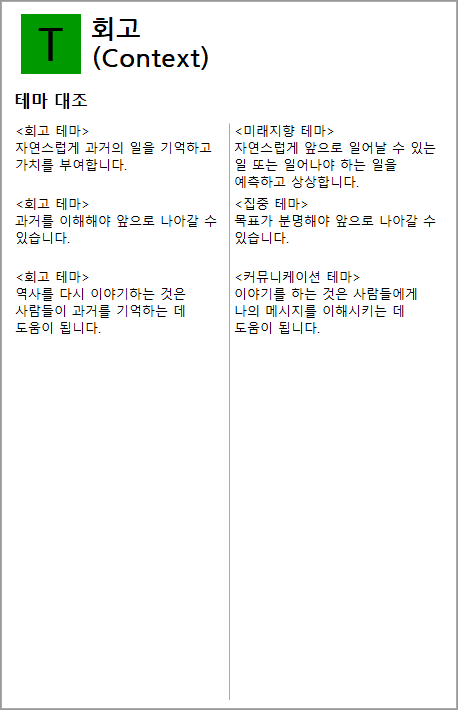 T
회고
(Context)
테마 대조
<회고 테마>
자연스럽게 과거의 일을 기억하고
가치를 부여합니다.
<미래지향 테마>
자연스럽게 앞으로 일어날 수 있는
일 또는 일어나야 하는 일을
예측하고 상상합니다.
<회고 테마>
과거를 이해해야 앞으로 나아갈 수
있습니다.
<집중 테마>
목표가 분명해야 앞으로 나아갈 수
있습니다.
<회고 테마>
역사를 다시 이야기하는 것은
사람들이 과거를 기억하는 데
도움이 됩니다.
<커뮤니케이션 테마>
이야기를 하는 것은 사람들에게
나의 메시지를 이해시키는 데
도움이 됩니다.